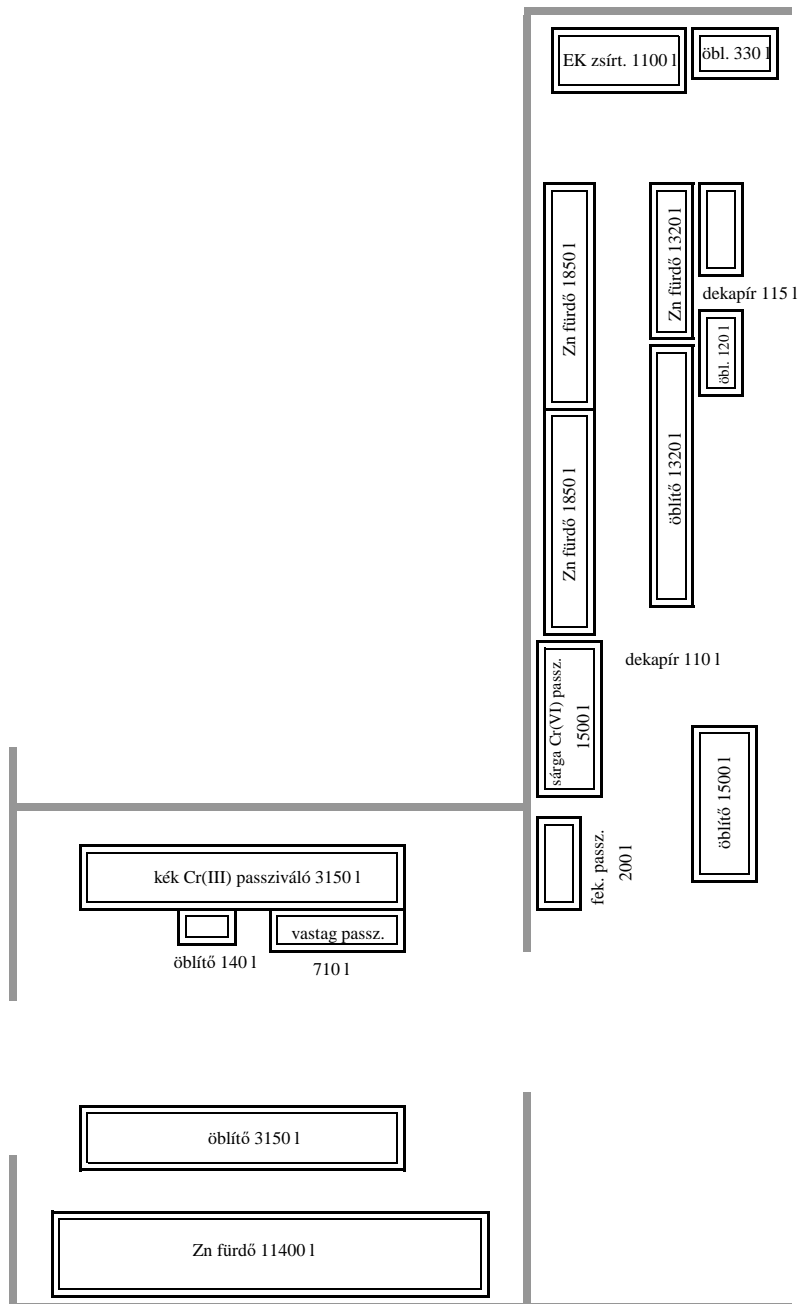 EK zsírt. 1100 l
öbl. 330 l
Zn fürdő 1850 l
Zn fürdő 1320 l
dekapír 115 l
öbl. 120 l
öblítő 1320 l
Zn fürdő 1850 l
dekapír 110 l
sárga Cr(VI) passz.
1500 l
öblítő 1500 l
fek. passz.
200 l
kék Cr(III) passziváló 3150 l
vastag passz.
öblítő 140 l
710 l
öblítő 3150 l
Zn fürdő 11400 l